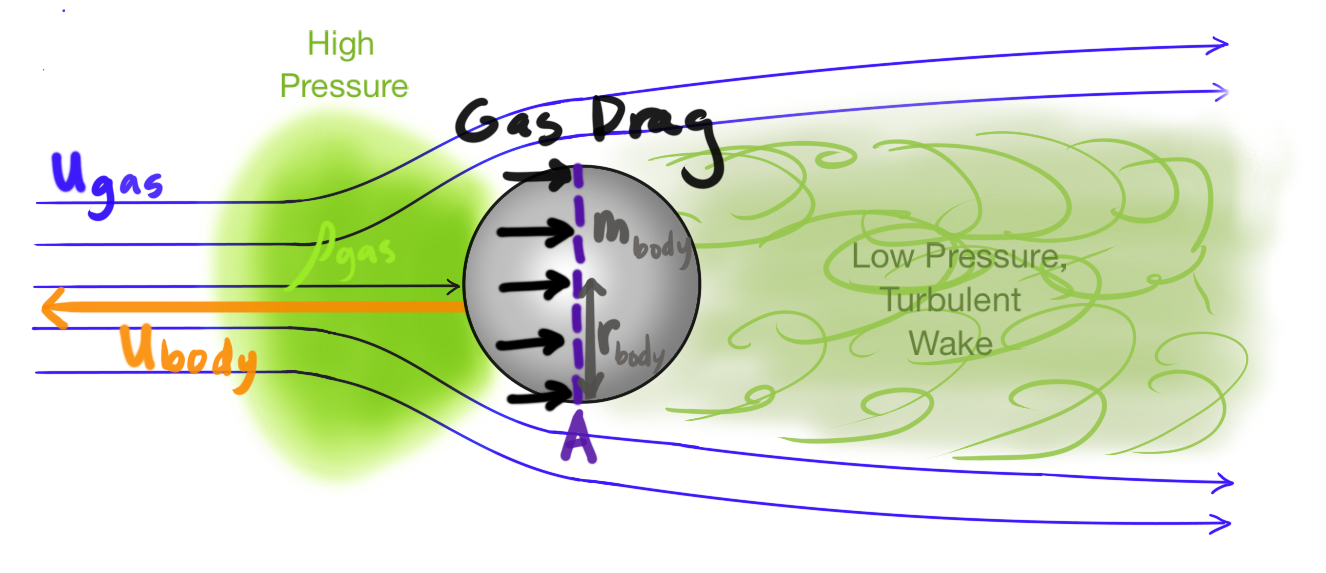 High
Pressure
Gas Drag
Ugas
ρgas
mbody
Low Pressure,
Turbulent
Wake
Ubody
rbody
A